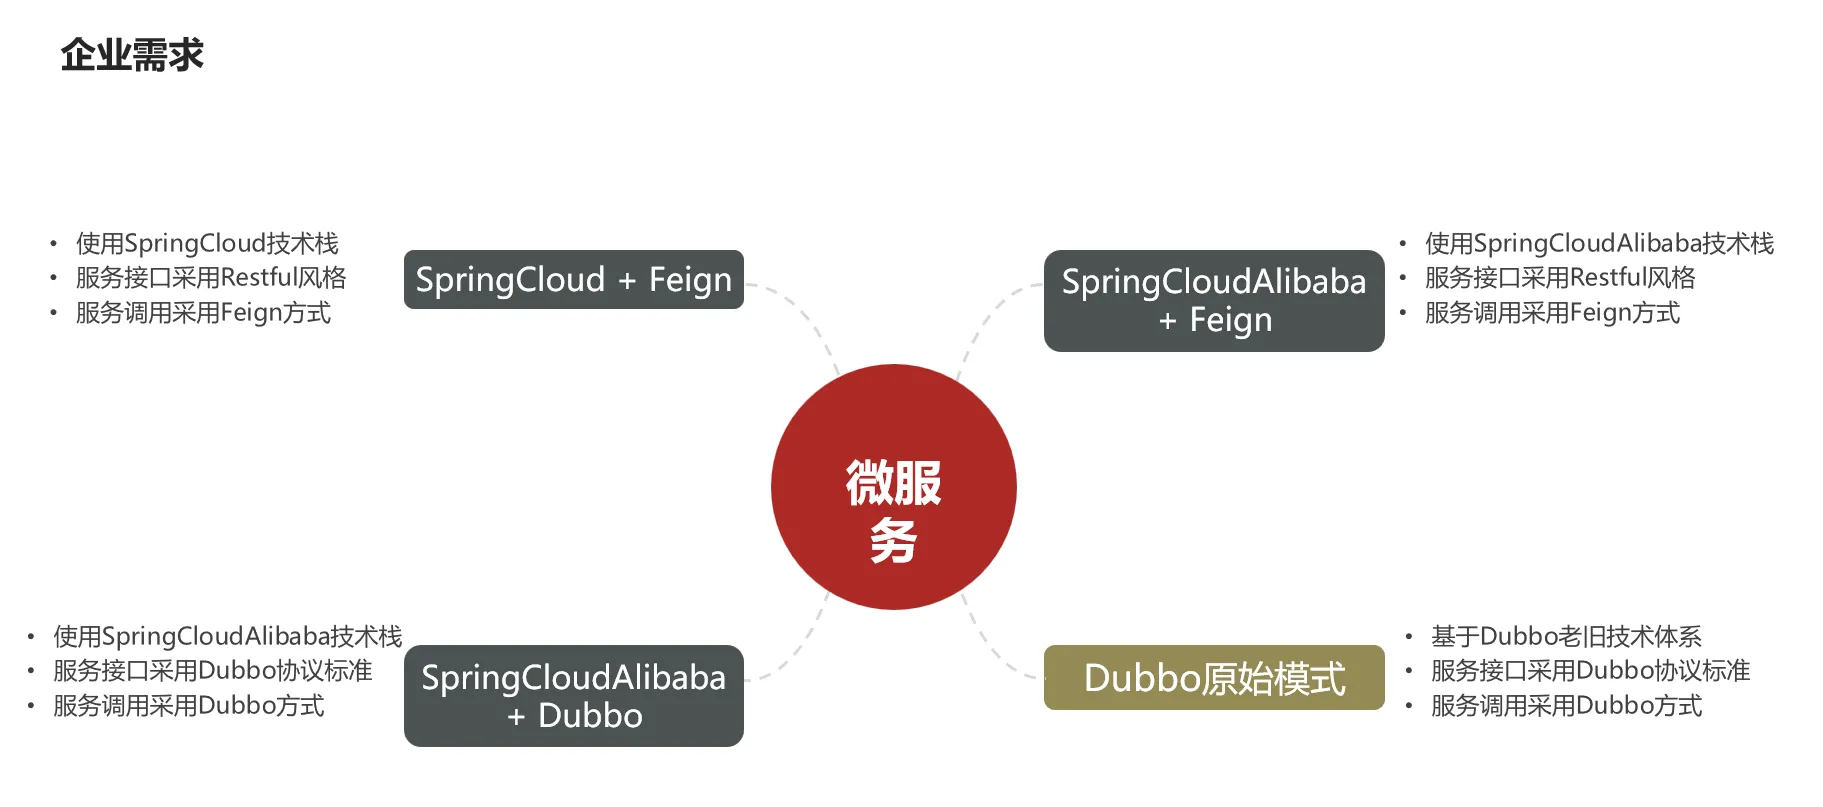 企业需求
• 使用SpringCloud技术栈
• 服务接口采用Restful风格
• 服务调用采用Feign方式
SpringCloud + Feign
SpringCloudAlibaba
+ Feign
• 使用SpringCloudAlibaba技术栈
• 服务接口采用Restful风格
• 服务调用采用Feign方式
微服
务
• 使用SpringCloudAlibaba技术栈
• 服务接口采用Dubbo协议标准
• 服务调用采用Dubbo方式
SpringCloudAlibaba
+ Dubbo
Dubbo原始模式
• 基于Dubbo老旧技术体系
• 服务接口采用Dubbo协议标准
• 服务调用采用Dubbo方式